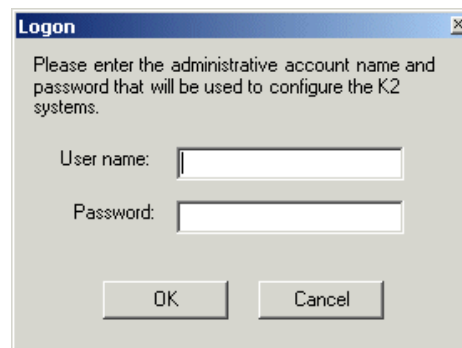 Logon
Please enter the administrative account name and
password that will be used to configure the K2
systems.
User name:
Password:
OK
Cancel